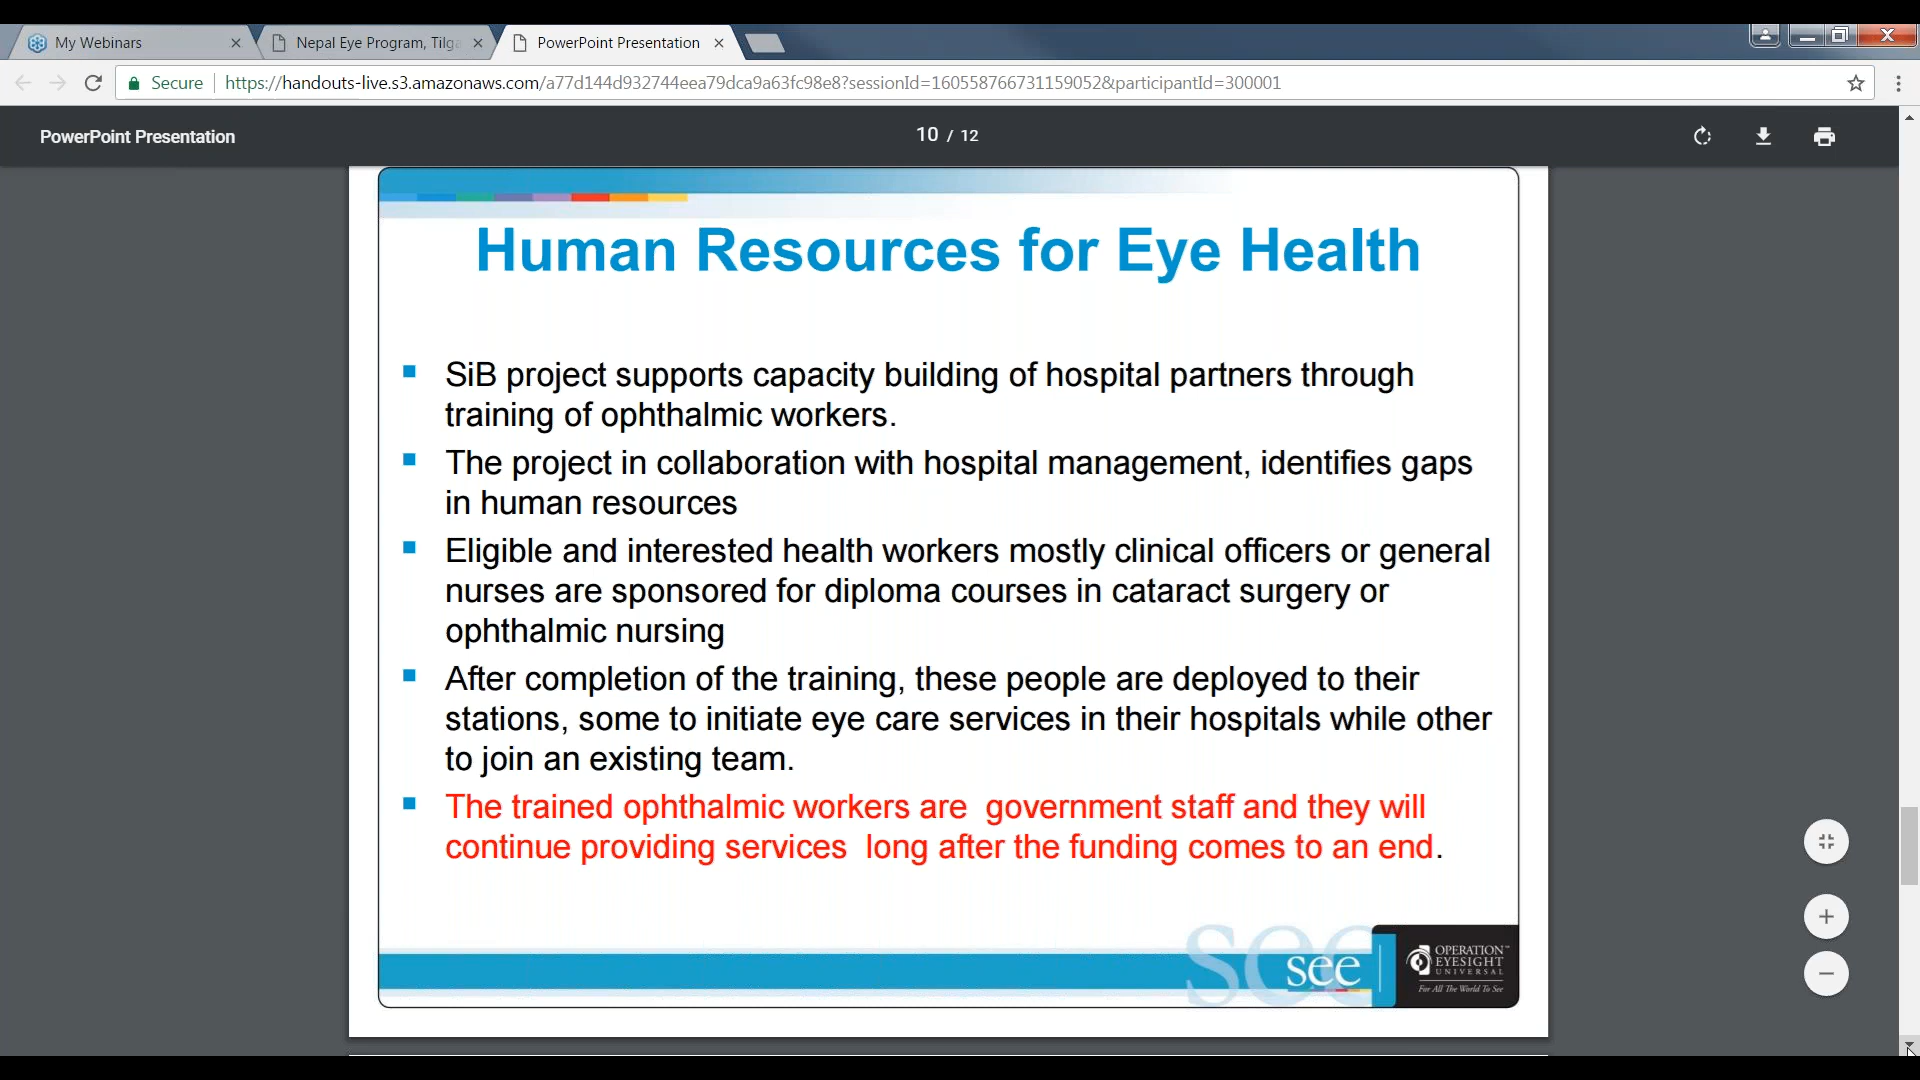 My Webinars
Nepal Eye Program, Tilga
PowerPoint Presentation
Secure https://handouts-live.s3.amazonaws.com/a77d144d932744eea79dca9a63fc98e8?sessionId=1605587667311590528&participantId=300001
PowerPoint Presentation
10 / 12
Human Resources for Eye Health
SiB project supports capacity building of hospital partners through
training of ophthalmic workers.
The project in collaboration with hospital management, identifies gaps
in human resources
Eligible and interested health workers mostly clinical officers or general
nurses are sponsored for diploma courses in cataract surgery or
ophthalmic nursing
After completion of the training, these people are deployed to their
stations, some to initiate eye care services in their hospitals while other
to join an existing team.
The trained ophthalmic workers are government staff and they will
continue providing services long after the funding comes to an end.
see
see
OPERATION™
EYESIGHT
UNIVERSAL
For All The World To See